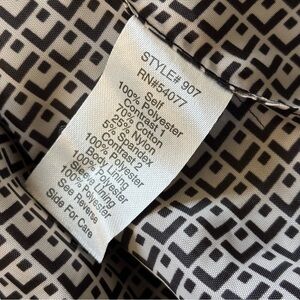 STYLE# 907
RN#54077
Self
100% Polyester
Contrast 1
70% Cotton
25% Nylon
5% Spandex
Contrast 2
100% Polyester
Body Lining
100% Polyester
Sleeve Lining
100% Polyester
See Reverse
Side For Care